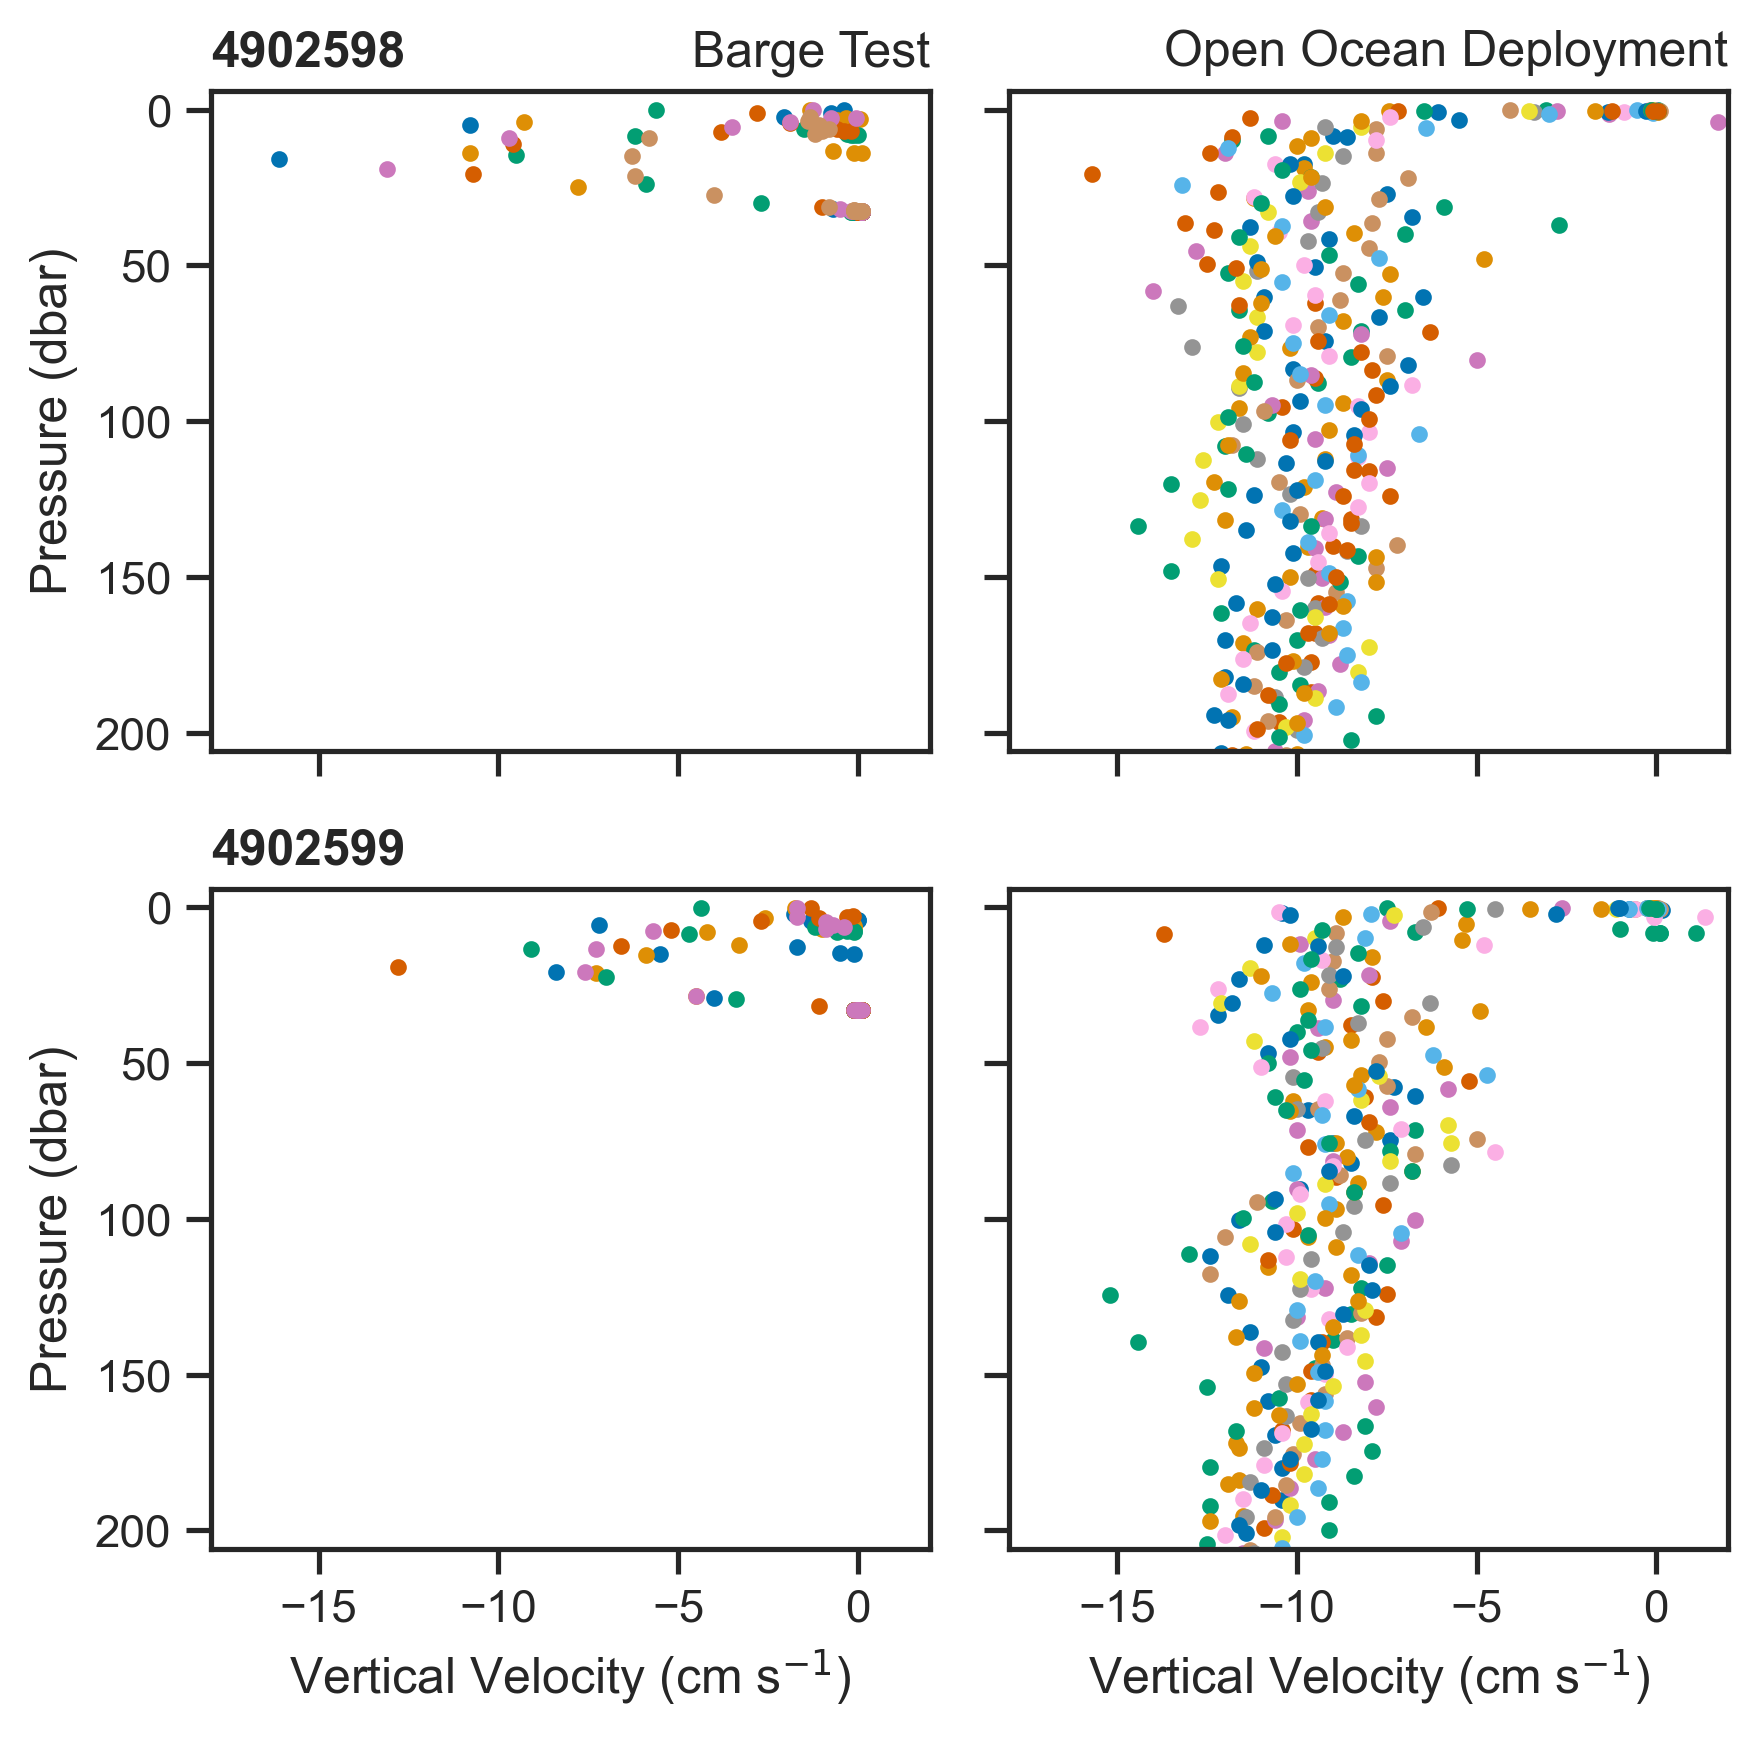 4902598 Barge Test Open Ocean Deployment
0
50
100
150
200
Pressure (dbar)
4902599
0
50
100
150
200
Pressure (dbar)
−15 −10 −5 0 −15 −10 −5 0
Vertical Velocity (cm s⁻¹) Vertical Velocity (cm s⁻¹)